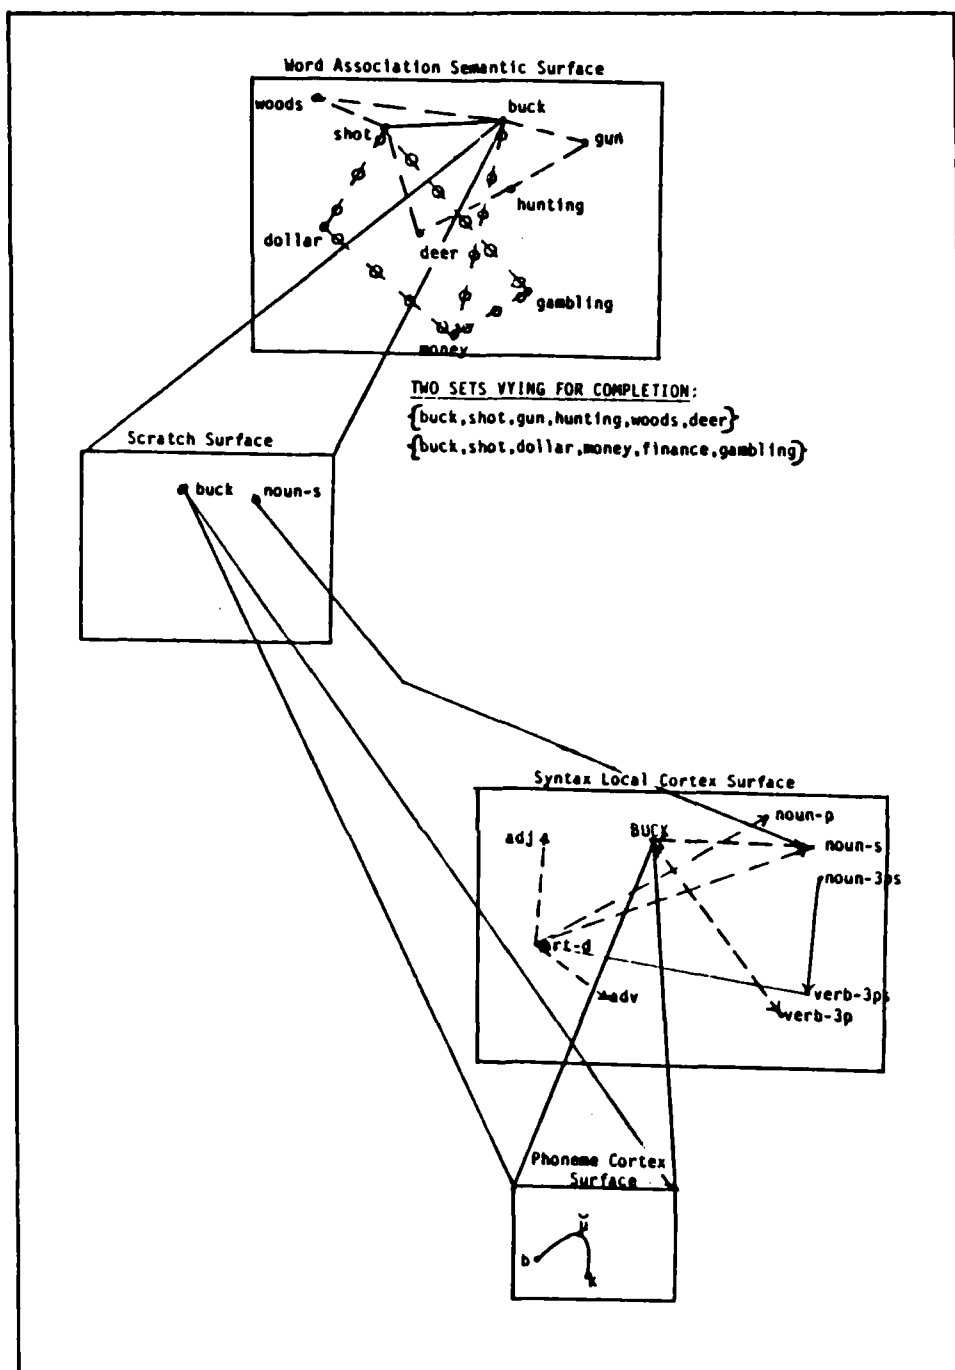 Word Association Semantic Surface
woods
buck
shot
gun
hunting
dollar
deer
gambling
money
TWO SETS VYING FOR COMPLETION:
{buck,shot,gun,hunting,woods,deer}
{buck,shot,dollar,money,finance,gambling}
Scratch Surface
buck
noun-s
Syntax Local Cortex Surface
noun-p
adj
BUCK
noun-s
noun-3ps
rt-d
adv
verb-3ps
verb-3p
Phoneme Cortex
Surface
ŭ
b
k